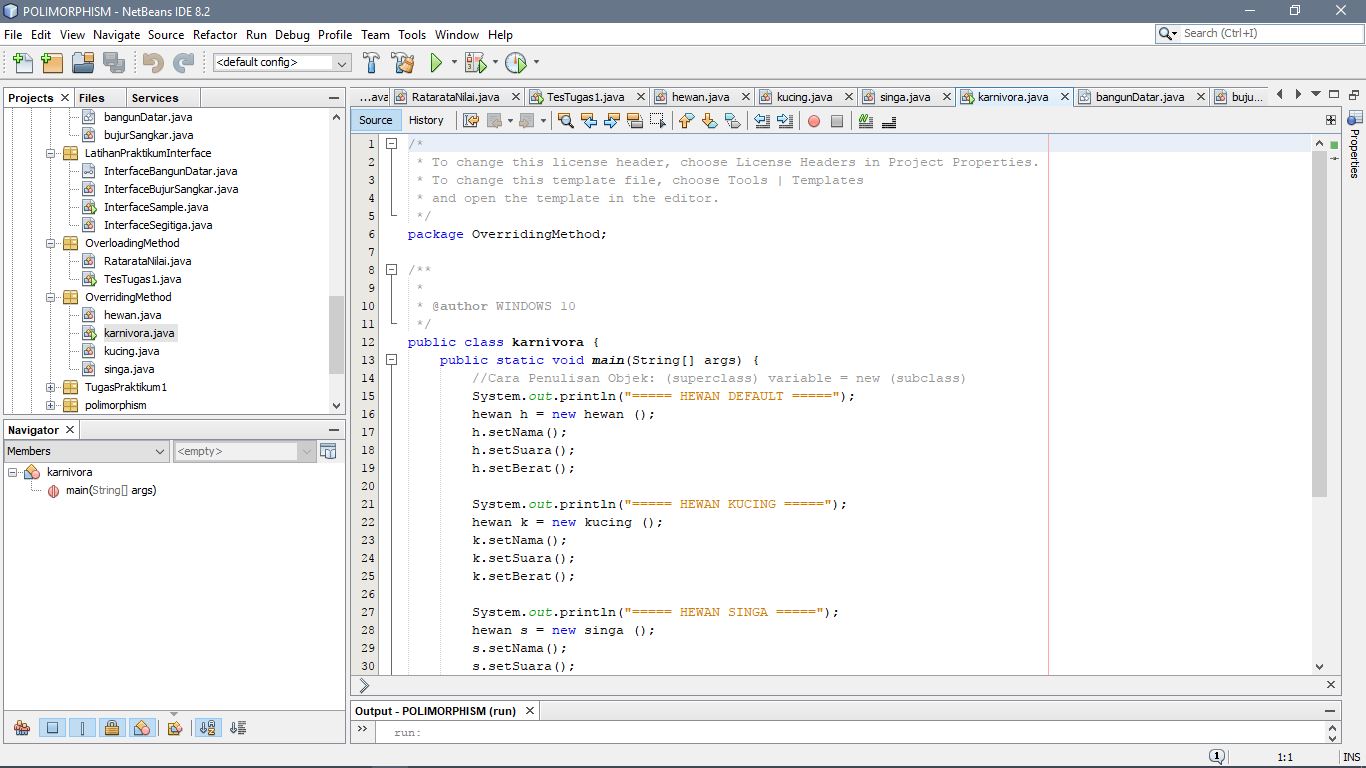 POLIMORPHISM - NetBeans IDE 8.2
File Edit View Navigate Source Refactor Run Debug Profile Team Tools Window Help
Search (Ctrl+I)
<default config>
Projects Files Services
bangunDatar.java
bujurSangkar.java
LatihanPraktikumInterface
InterfaceBangunDatar.java
InterfaceBujurSangkar.java
InterfaceSample.java
InterfaceSegitiga.java
OverloadingMethod
RatarataNilai.java
TesTugas1.java
OverridingMethod
hewan.java
karnivora.java
kucing.java
singa.java
TugasPraktikum1
polimorphism
Navigator
Members <empty>
karnivora
main(String[] args)
...ava RatarataNilai.java TesTugas1.java hewan.java kucing.java singa.java karnivora.java bangunDatar.java buju...
Source History
1 /*
2 * To change this license header, choose License Headers in Project Properties.
3 * To change this template file, choose Tools | Templates
4 * and open the template in the editor.
5 */
6 package OverridingMethod;
7
8 /**
9 *
10 * @author WINDOWS 10
11 */
12 public class karnivora {
13 public static void main(String[] args) {
14 //Cara Penulisan Objek: (superclass) variable = new (subclass)
15 System.out.println("===== HEWAN DEFAULT =====");
16 hewan h = new hewan ();
17 h.setNama();
18 h.setSuara();
19 h.setBerat();
20
21 System.out.println("===== HEWAN KUCING =====");
22 hewan k = new kucing ();
23 k.setNama();
24 k.setSuara();
25 k.setBerat();
26
27 System.out.println("===== HEWAN SINGA =====");
28 hewan s = new singa ();
29 s.setNama();
30 s.setSuara();
Properties
Output - POLIMORPHISM (run)
run:
1 1:1 INS